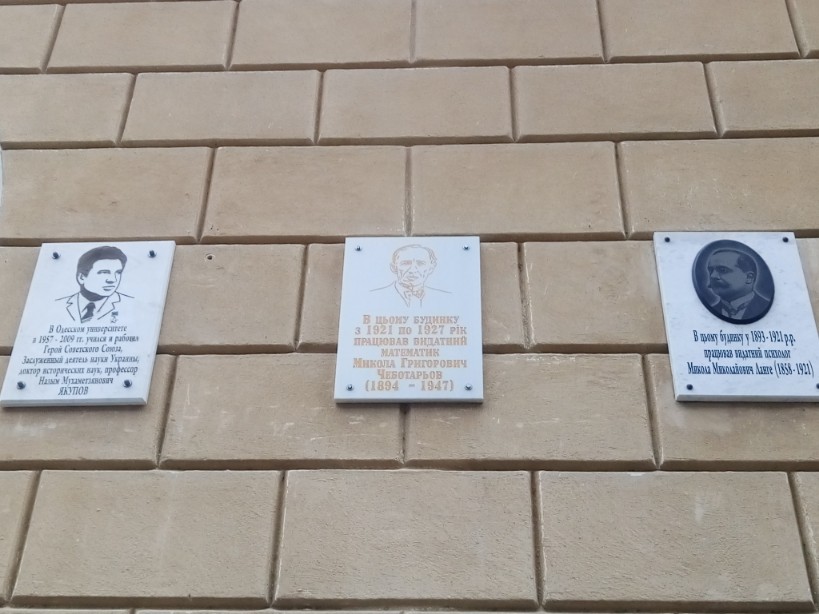 В Одесском университете
в 1957 - 2009 гг. учился и работал
Герой Советского Союза,
Заслуженный деятель науки Украины,
доктор исторических наук, профессор
Назым Мухаметзянович
ЯКУПОВ
В ЦЬОМУ БУДИНКУ
З 1921 ПО 1927 РІК
ПРАЦЮВАВ ВИДАТНИЙ
МАТЕМАТИК
МИКОЛА ГРИГОРОВИЧ
ЧЕБОТАРЬОВ
(1894 - 1947)
В цьому будинку у 1893-1921 р.р.
працював видатний психолог
Микола Миколайович Ланге (1858-1921)